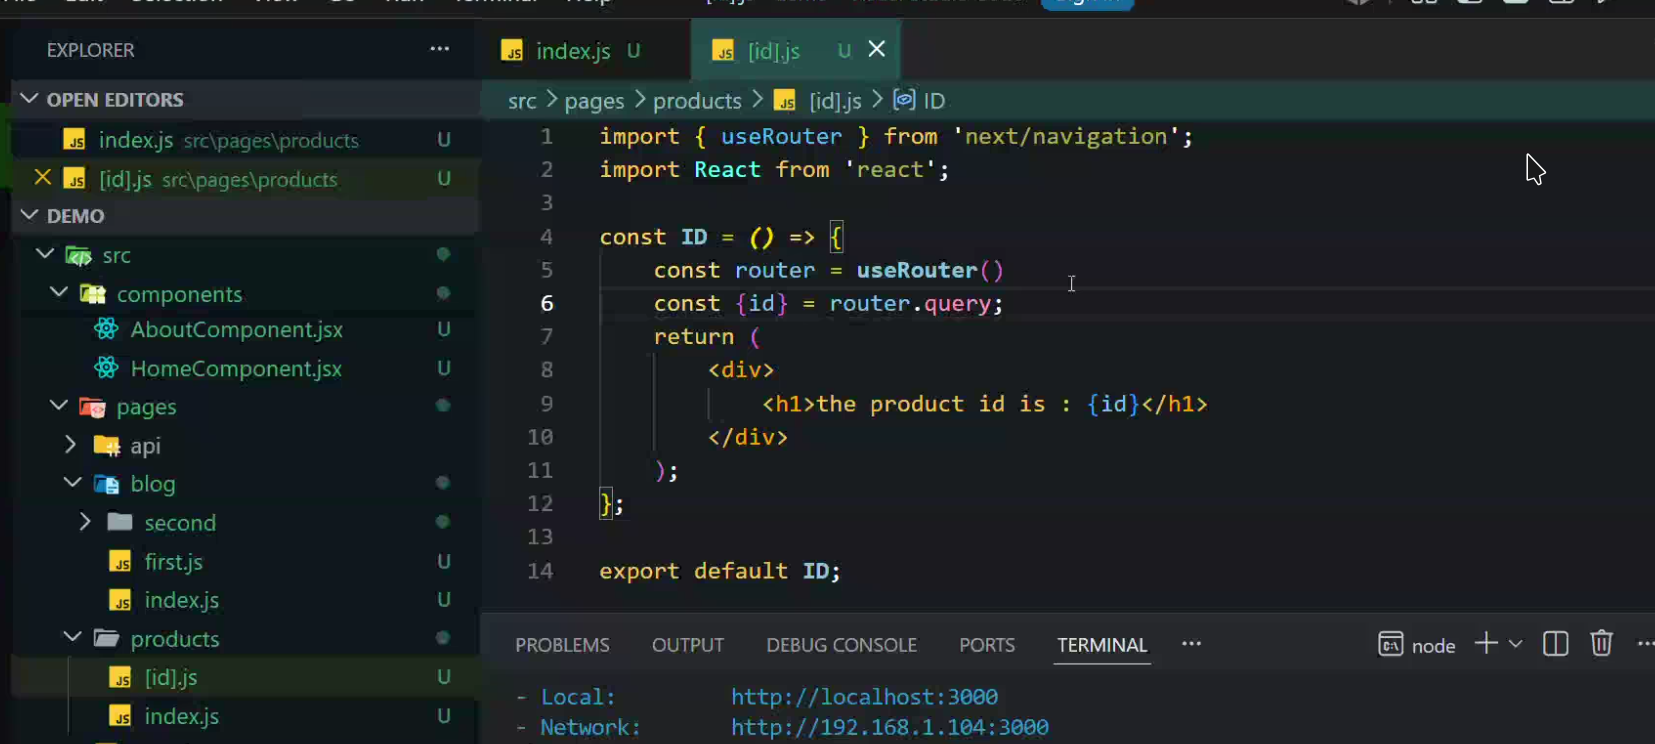 EXPLORER
OPEN EDITORS
index.js src\pages\products U
[id].js src\pages\products U
DEMO
src
components
AboutComponent.jsx U
HomeComponent.jsx U
pages
api
blog
second
first.js U
index.js U
products
[id].js U
index.js U
index.js U
[id].js U
src > pages > products > [id].js > ID
1 import { useRouter } from 'next/navigation';
2 import React from 'react';
3
4 const ID = () => {
5 const router = useRouter()
6 const {id} = router.query;
7 return (
8 <div>
9 <h1>the product id is : {id}</h1>
10 </div>
11 );
12 };
13
14 export default ID;
PROBLEMS OUTPUT DEBUG CONSOLE PORTS TERMINAL node
- Local: http://localhost:3000
- Network: http://192.168.1.104:3000